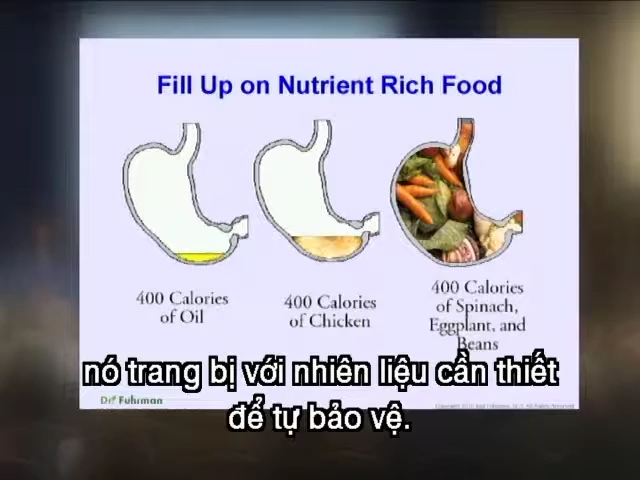 Fill Up on Nutrient Rich Food
400 Calories
of Oil
400 Calories
of Chicken
400 Calories
of Spinach,
Eggplant, and
Beans
nó trang bị với nhiên liệu cần thiết
để tự bảo vệ.
Dr Fuhrman